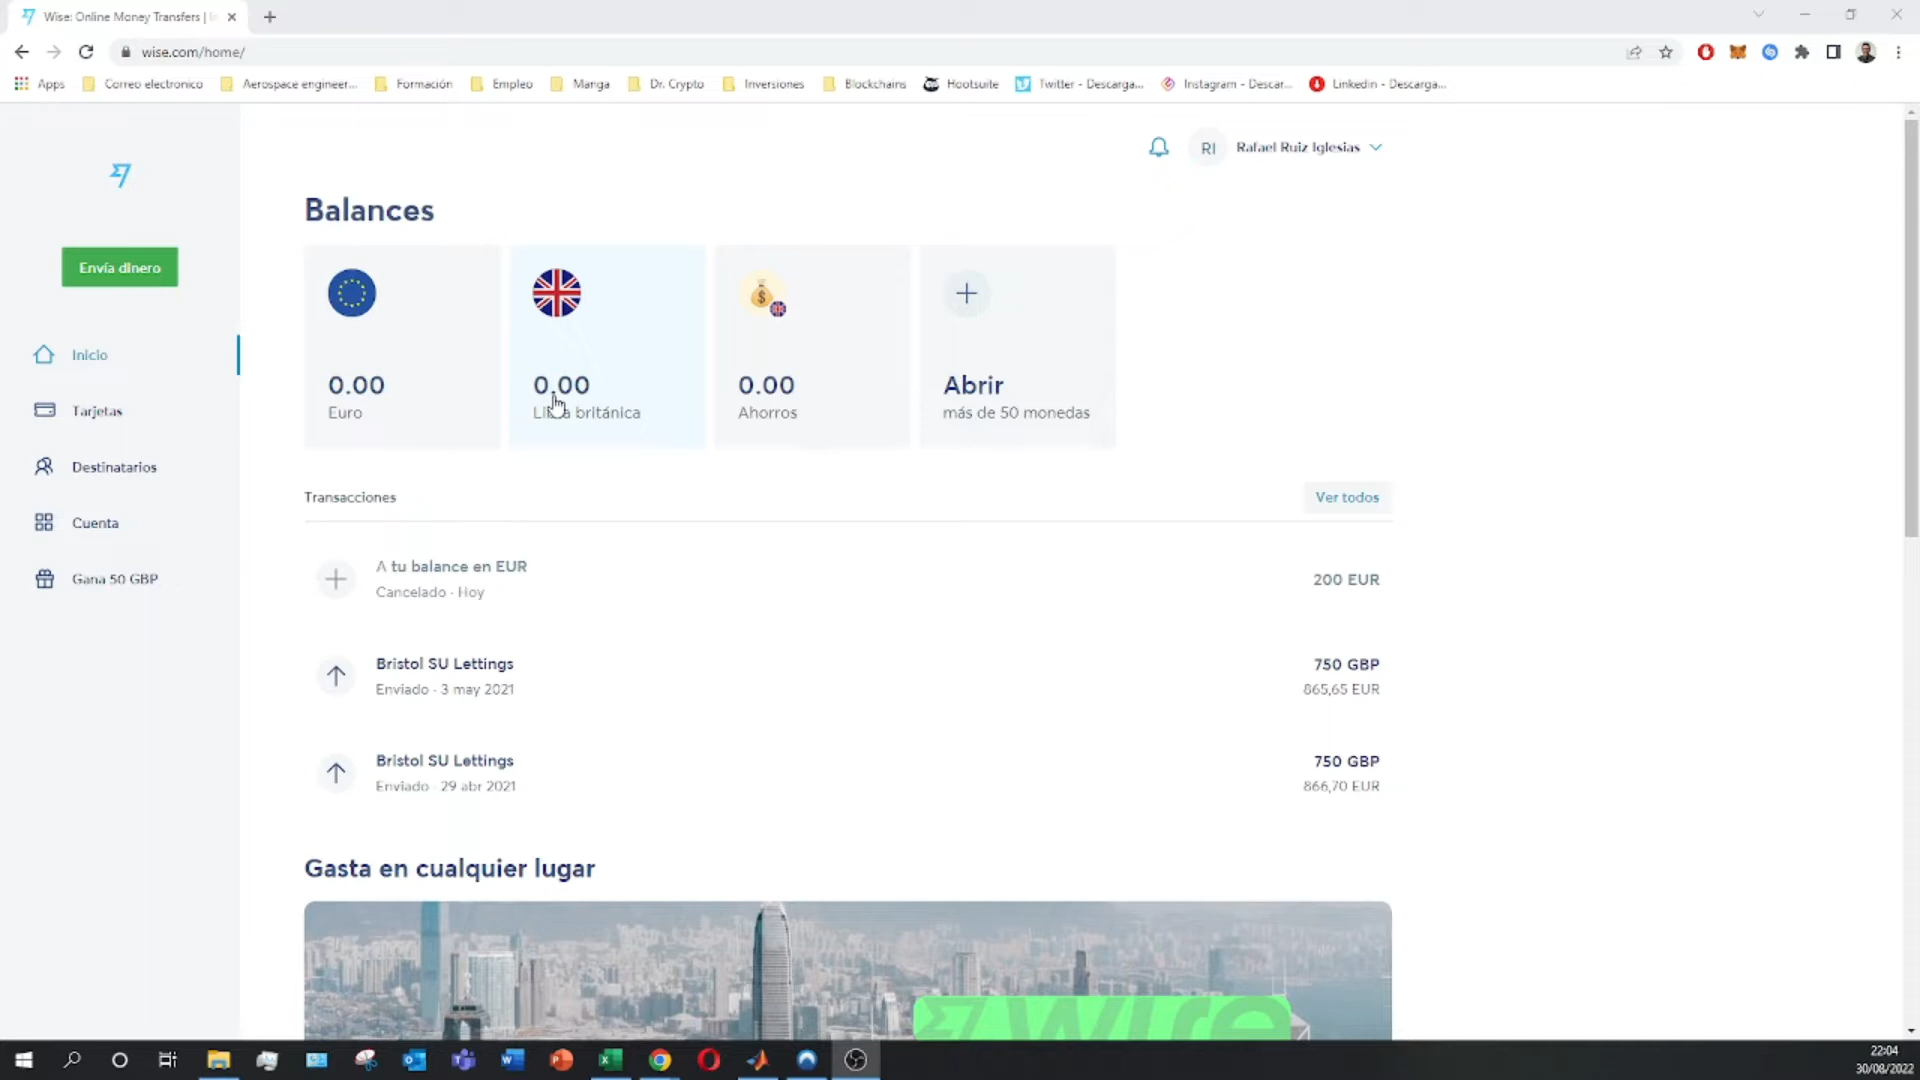 Wise: Online Money Transfers | In
wise.com/home/
Apps
Correo electronico
Aerospace engineer...
Formación
Empleo
Manga
Dr. Crypto
Inversiones
Blockchains
Hootsuite
Twitter - Descarga...
Instagram - Descar...
Linkedin - Descarga...
RI
Rafael Ruiz Iglesias
Envía dinero
Inicio
Tarjetas
Destinatarios
Cuenta
Gana 50 GBP
Balances
0.00
Euro
0.00
británica
0.00
Ahorros
Abrir
más de 50 monedas
Transacciones
Ver todos
A tu balance en EUR
Cancelado · Hoy
200 EUR
Bristol SU Lettings
Enviado · 3 may 2021
750 GBP
865,65 EUR
Bristol SU Lettings
Enviado · 29 abr 2021
750 GBP
866,70 EUR
Gasta en cualquier lugar
22:04
30/08/2022